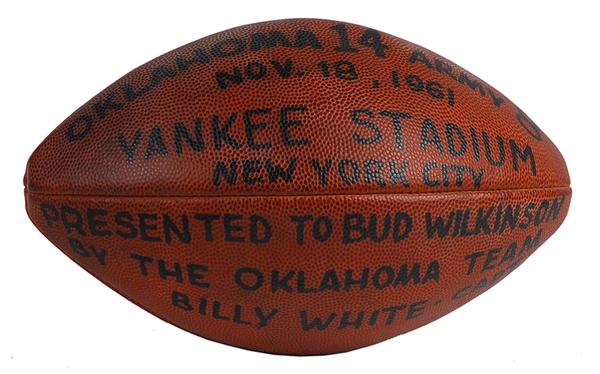 OKLAHOMA 14 ARMY
NOV. 18, 1961
YANKEE STADIUM
NEW YORK CITY
PRESENTED TO BUD WILKINSON
BY THE OKLAHOMA TEAM
BILLY WHITE-